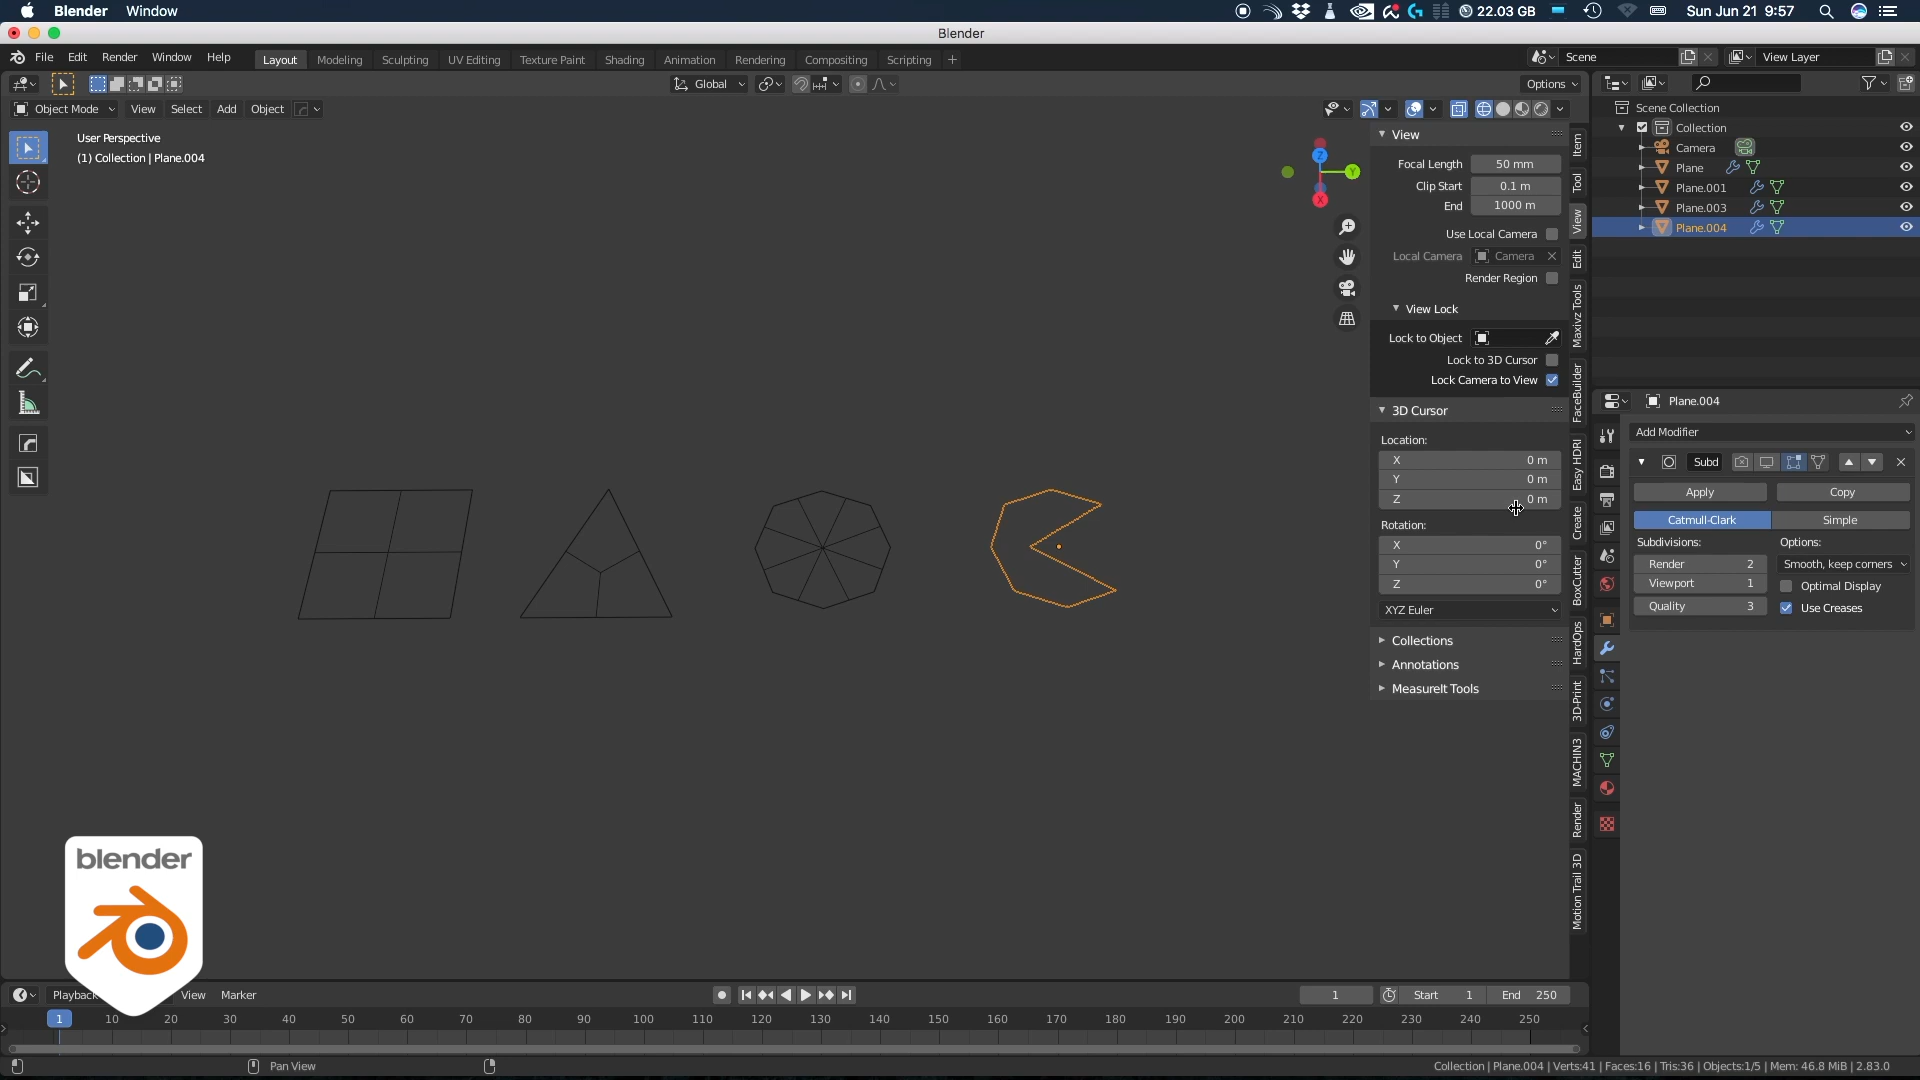 Blender Window 22.03 GB Sun Jun 21 9:57
Blender
File Edit Render Window Help Layout Modeling Sculpting UV Editing Texture Paint Shading Animation Rendering Compositing Scripting + Scene View Layer
Global Options
Object Mode View Select Add Object
User Perspective
(1) Collection | Plane.004
Z
Y
X
View
Focal Length 50 mm
Clip Start 0.1 m
End 1000 m
Use Local Camera
Local Camera Camera
Render Region
View Lock
Lock to Object
Lock to 3D Cursor
Lock Camera to View
3D Cursor
Location:
X 0 m
Y 0 m
Z 0 m
Rotation:
X 0°
Y 0°
Z 0°
XYZ Euler
Collections
Annotations
MeasureIt Tools
Item
Tool
View
Edit
Maxivz Tools
FaceBuilder
Easy HDRI
Create
BoxCutter
HardOps
3D-Print
MACHIN3
Render
Motion Trail 3D
Scene Collection
Collection
Camera
Plane
Plane.001
Plane.003
Plane.004
Plane.004
Add Modifier
Subd
Apply Copy
Catmull-Clark Simple
Subdivisions: Options:
Render 2 Smooth, keep corners
Viewport 1 Optimal Display
Quality 3 Use Creases
blender
Playback View Marker 1 Start 1 End 250
1 10 20 30 40 50 60 70 80 90 100 110 120 130 140 150 160 170 180 190 200 210 220 230 240 250
Pan View Collection | Plane.004 | Verts:41 | Faces:16 | Tris:36 | Objects:1/5 | Mem: 46.8 MiB | 2.83.0